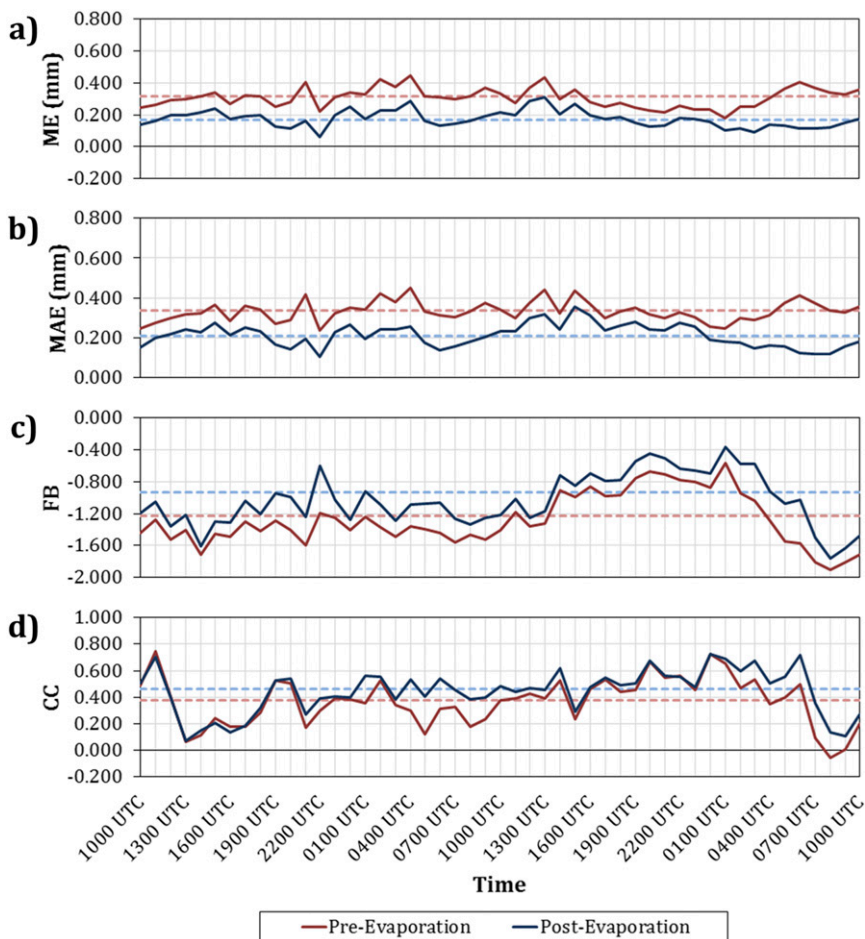 a)
ME (mm)
0.800
0.600
0.400
0.200
0.000
-0.200
b)
MAE (mm)
0.800
0.600
0.400
0.200
0.000
c)
FB
0.000
-0.400
-0.800
-1.200
-1.600
-2.000
d)
CC
1.000
0.800
0.600
0.400
0.200
0.000
-0.200
1000 UTC 1300 UTC 1600 UTC 1900 UTC 2200 UTC 0100 UTC 0400 UTC 0700 UTC 1000 UTC 1300 UTC 1600 UTC 1900 UTC 2200 UTC 0100 UTC 0400 UTC 0700 UTC 1000 UTC
Time
Pre-Evaporation Post-Evaporation